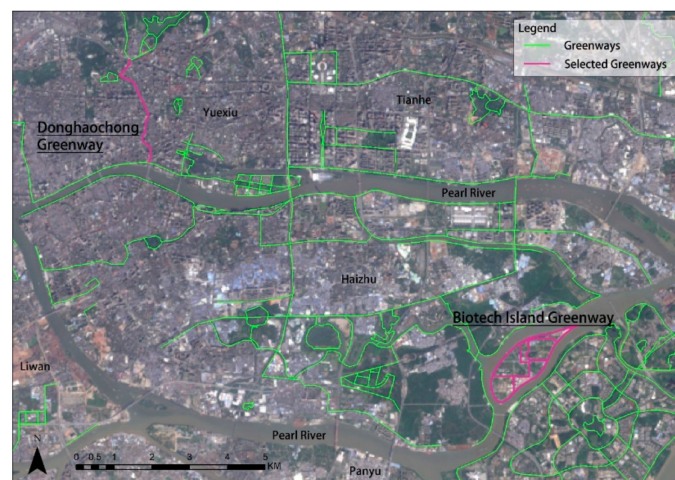 Legend
Greenways
Selected Greenways
Tianhe
Yuexiu
Donghaochong
Greenway
Pearl River
Haizhu
Biotech Island Greenway
Liwan
Pearl River
N
0 0.5 1 2 3 4 5
KM
Panyu